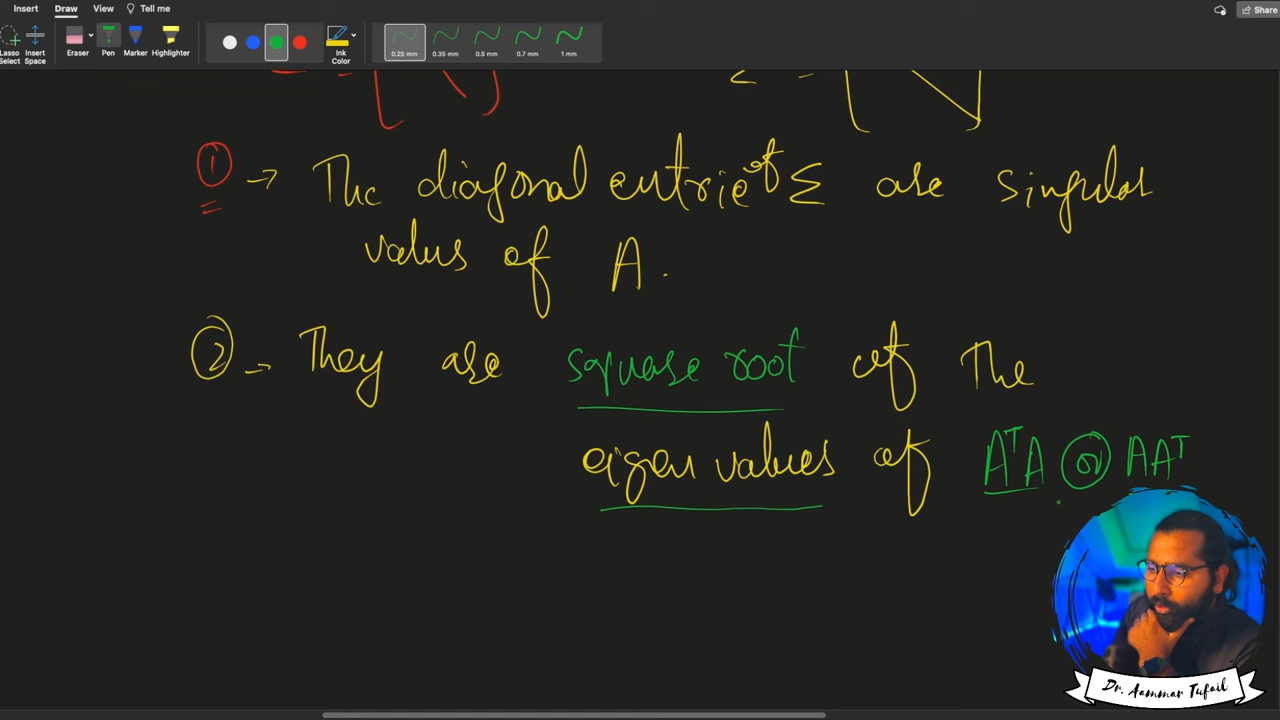 Insert Draw View Tell me
Share
Lasso Select
Insert Space
Eraser
Pen
Marker
Highlighter
Ink Color
0.25 mm
0.35 mm
0.5 mm
0.7 mm
1 mm
Σ =
① → The diagonal entrie of Σ are singular
values of A.
② → They are square root of the
eigen values of AᵀA or AAᵀ
Dr. Aammar Tufail